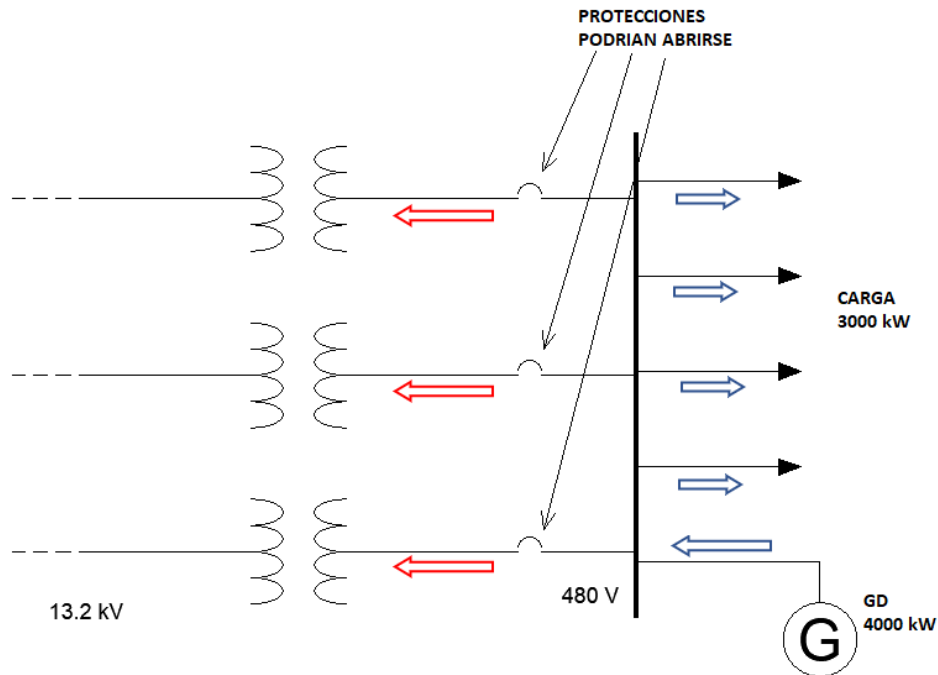 PROTECCIONES
PODRIAN ABRIRSE
CARGA
3000 kW
480 V
13.2 kV
GD
4000 kW
G